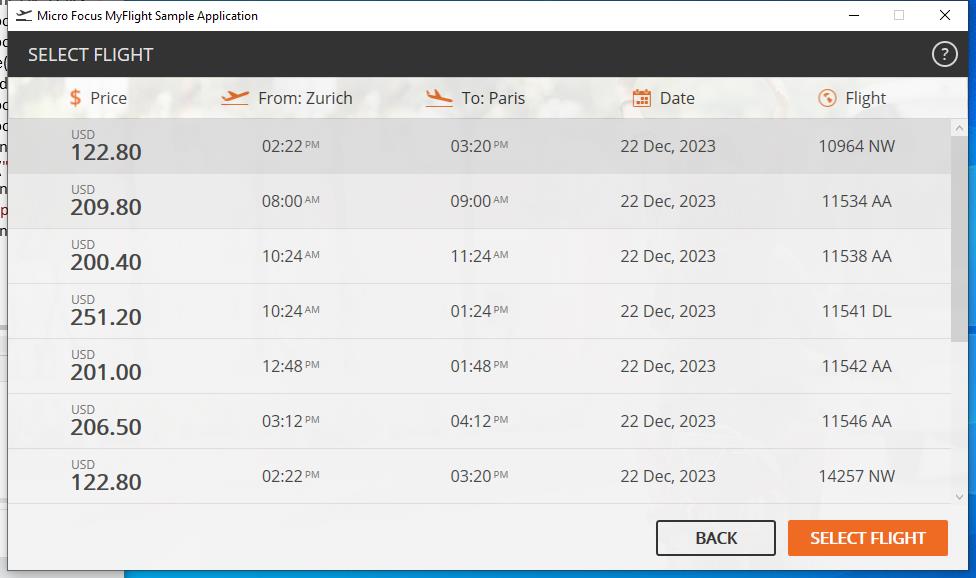 Micro Focus MyFlight Sample Application
SELECT FLIGHT ?
$ Price From: Zurich To: Paris Date Flight
USD
122.80 02:22 PM 03:20 PM 22 Dec, 2023 10964 NW
USD
209.80 08:00 AM 09:00 AM 22 Dec, 2023 11534 AA
USD
200.40 10:24 AM 11:24 AM 22 Dec, 2023 11538 AA
USD
251.20 10:24 AM 01:24 PM 22 Dec, 2023 11541 DL
USD
201.00 12:48 PM 01:48 PM 22 Dec, 2023 11542 AA
USD
206.50 03:12 PM 04:12 PM 22 Dec, 2023 11546 AA
USD
122.80 02:22 PM 03:20 PM 22 Dec, 2023 14257 NW
BACK SELECT FLIGHT